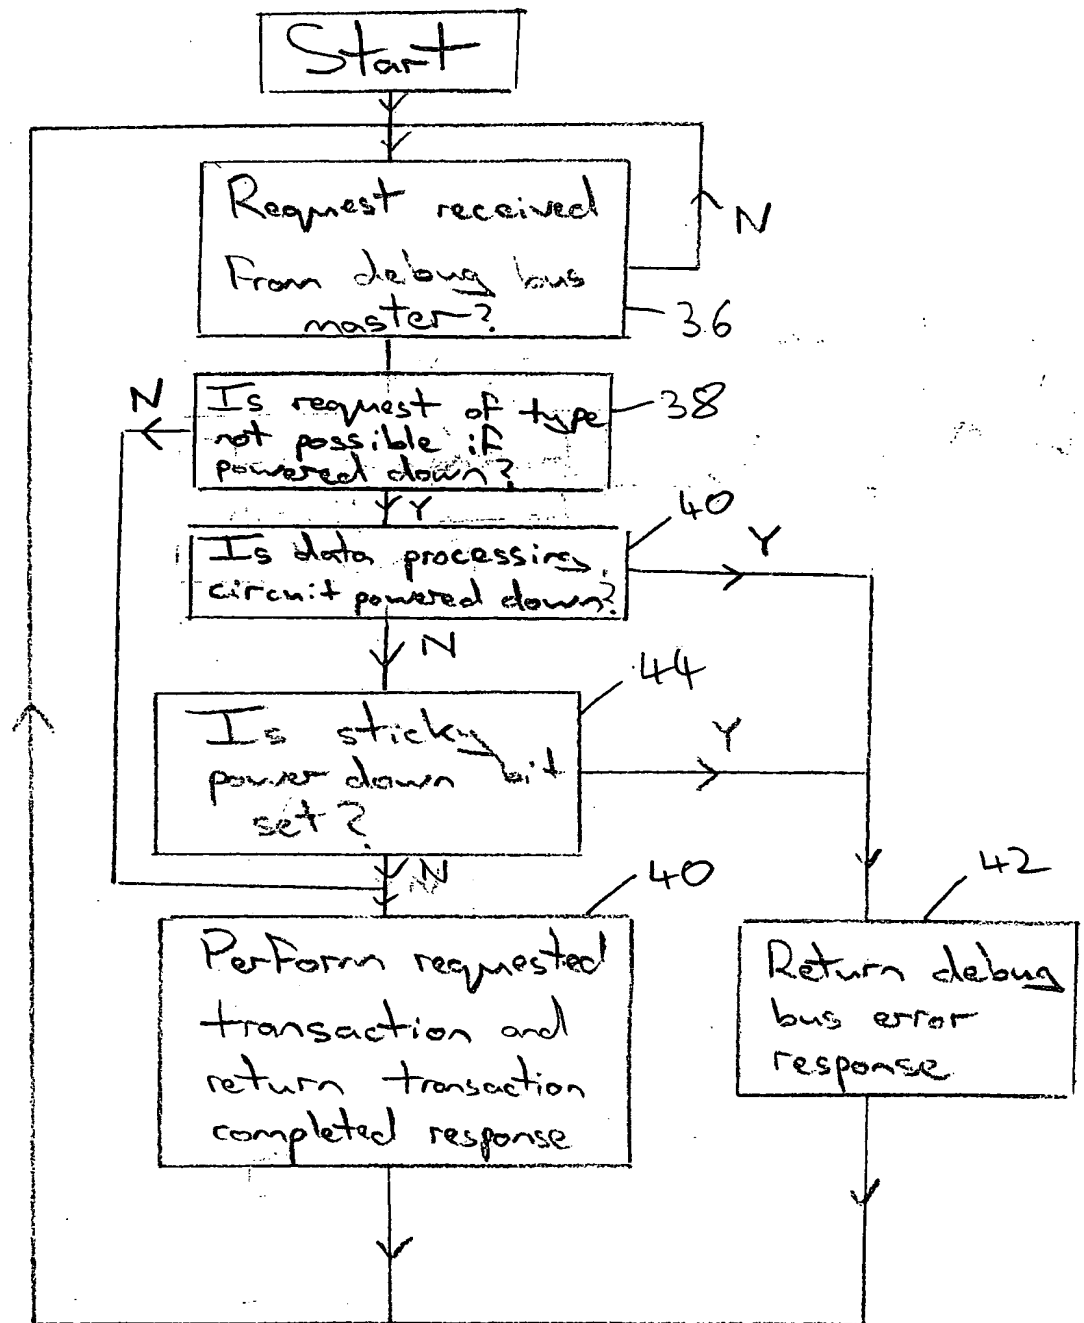 Start
Request received
From debug bus
master?
N
36
N
Is request of type
not possible if
powered down?
38
Y
40
Is data processing
circuit powered down?
Y
N
44
Is sticky
power down bit
set?
Y
N
40
Perform requested
transaction and
return transaction
completed response
42
Return debug
bus error
response